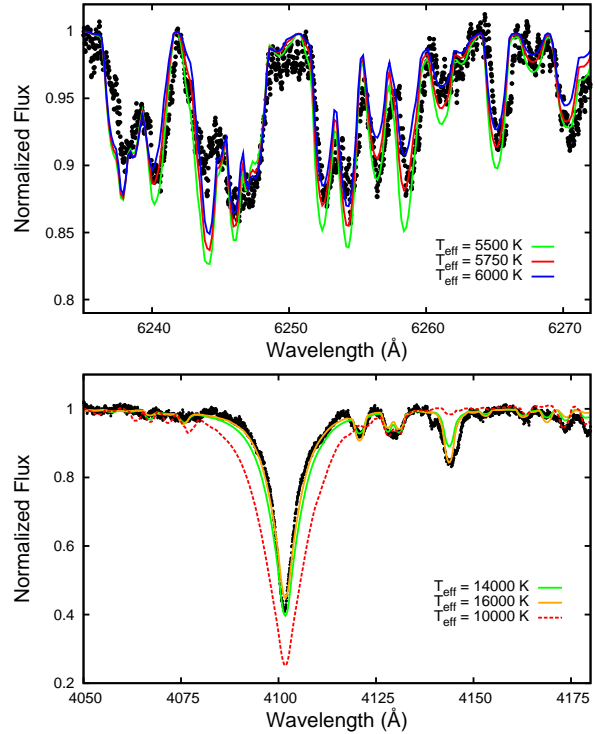 1
0.95
0.9
0.85
0.8
Normalized Flux
T_eff = 5500 K
T_eff = 5750 K
T_eff = 6000 K
6240
6250
6260
6270
Wavelength (Å)
1
0.8
0.6
0.4
0.2
Normalized Flux
T_eff = 14000 K
T_eff = 16000 K
T_eff = 10000 K
4050
4075
4100
4125
4150
4175
Wavelength (Å)